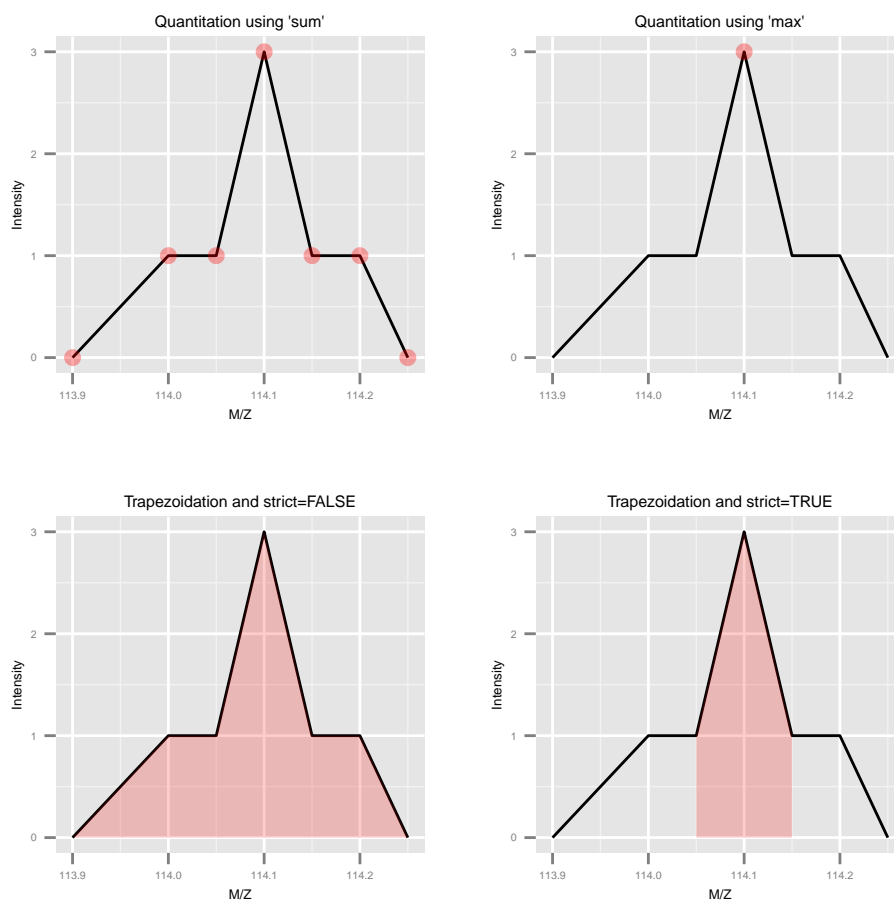 Quantitation using 'sum'
Intensity
3
2
1
0
113.9 114.0 114.1 114.2
M/Z
Quantitation using 'max'
Intensity
3
2
1
0
113.9 114.0 114.1 114.2
M/Z
Trapezoidation and strict=FALSE
Intensity
3
2
1
0
113.9 114.0 114.1 114.2
M/Z
Trapezoidation and strict=TRUE
Intensity
3
2
1
0
113.9 114.0 114.1 114.2
M/Z